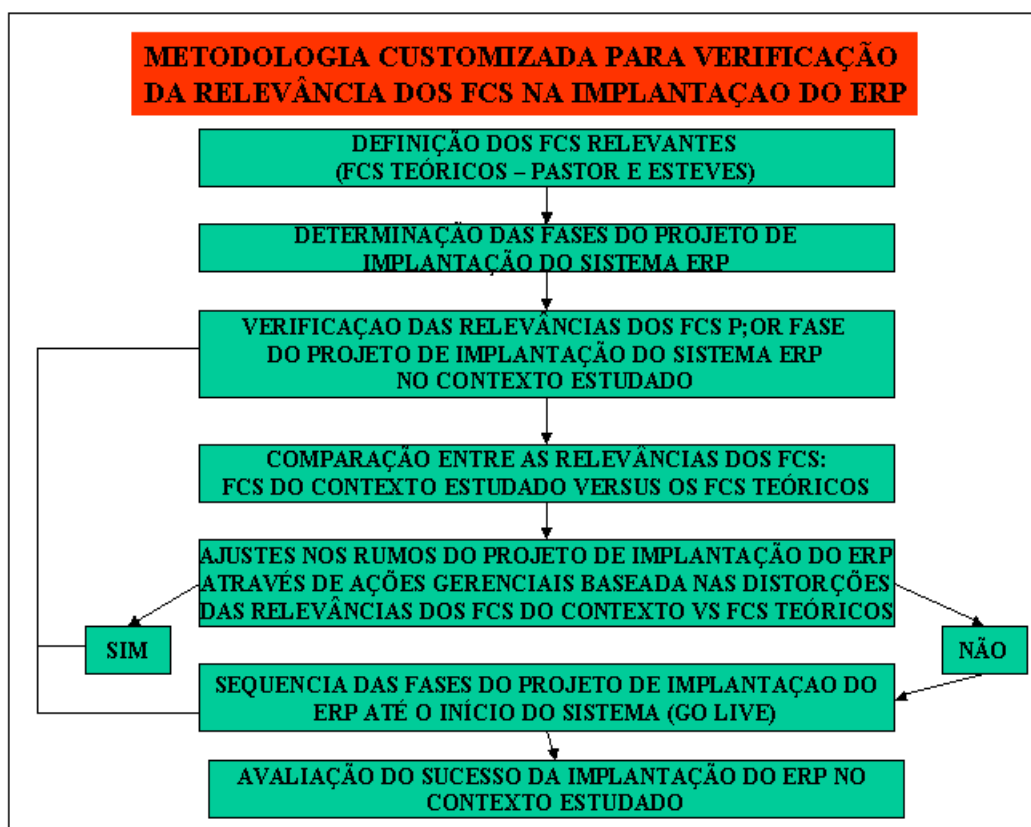 METODOLOGIA CUSTOMIZADA PARA VERIFICAÇÃO
DA RELEVÂNCIA DOS FCS NA IMPLANTAÇAO DO ERP
DEFINIÇÃO DOS FCS RELEVANTES
(FCS TEÓRICOS – PASTOR E ESTEVES)
DETERMINAÇÃO DAS FASES DO PROJETO DE
IMPLANTAÇÃO DO SISTEMA ERP
VERIFICAÇAO DAS RELEVÂNCIAS DOS FCS P;OR FASE
DO PROJETO DE IMPLANTAÇÃO DO SISTEMA ERP
NO CONTEXTO ESTUDADO
COMPARAÇÃO ENTRE AS RELEVÂNCIAS DOS FCS:
FCS DO CONTEXTO ESTUDADO VERSUS OS FCS TEÓRICOS
AJUSTES NOS RUMOS DO PROJETO DE IMPLANTAÇÃO DO ERP
ATRAVÉS DE AÇÕES GERENCIAIS BASEADA NAS DISTORÇÕES
DAS RELEVÂNCIAS DOS FCS DO CONTEXTO VS FCS TEÓRICOS
SIM
NÃO
SEQUENCIA DAS FASES DO PROJETO DE IMPLANTAÇAO DO
ERP ATÉ O INÍCIO DO SISTEMA (GO LIVE)
AVALIAÇÃO DO SUCESSO DA IMPLANTAÇÃO DO ERP NO
CONTEXTO ESTUDADO